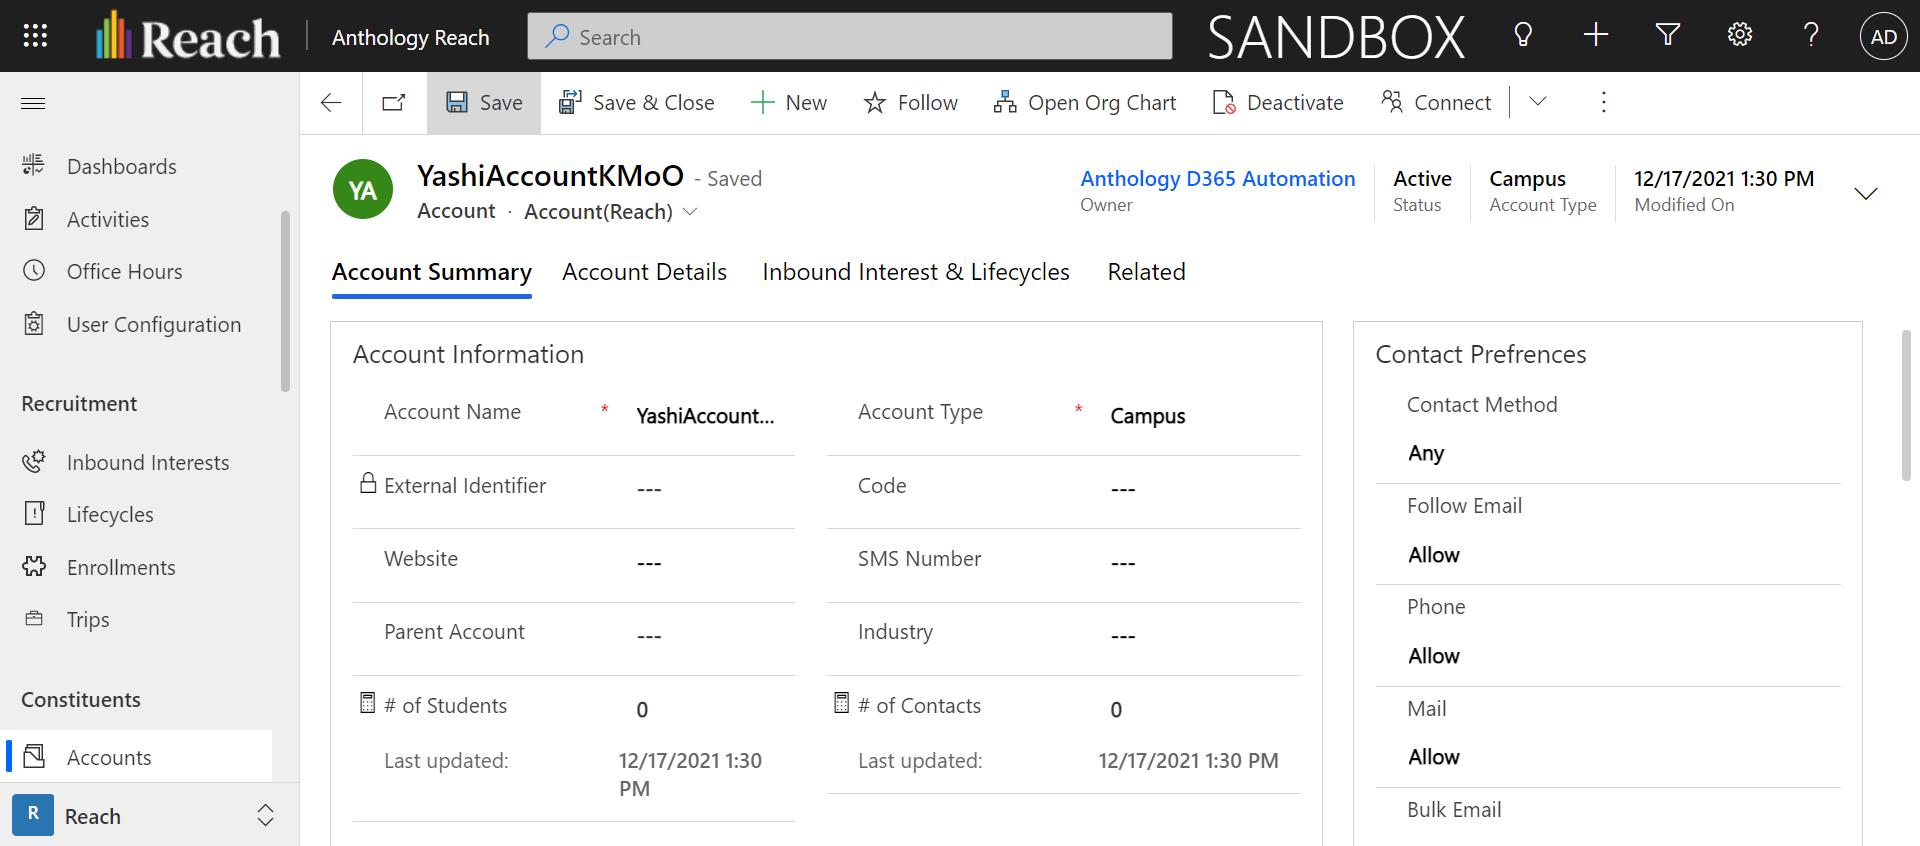 Reach
Anthology Reach
Search
SANDBOX
AD
Save
Save & Close
New
Follow
Open Org Chart
Deactivate
Connect
Dashboards
Activities
Office Hours
User Configuration
Recruitment
Inbound Interests
Lifecycles
Enrollments
Trips
Constituents
Accounts
R
Reach
YA
YashiAccountKMoO - Saved
Account · Account(Reach)
Anthology D365 Automation
Owner
Active
Status
Campus
Account Type
12/17/2021 1:30 PM
Modified On
Account Summary
Account Details
Inbound Interest & Lifecycles
Related
Account Information
Account Name * YashiAccount...
Account Type * Campus
External Identifier ---
Code ---
Website ---
SMS Number ---
Parent Account ---
Industry ---
# of Students 0
# of Contacts 0
Last updated: 12/17/2021 1:30
PM
Last updated: 12/17/2021 1:30 PM
Contact Prefrences
Contact Method
Any
Follow Email
Allow
Phone
Allow
Mail
Allow
Bulk Email